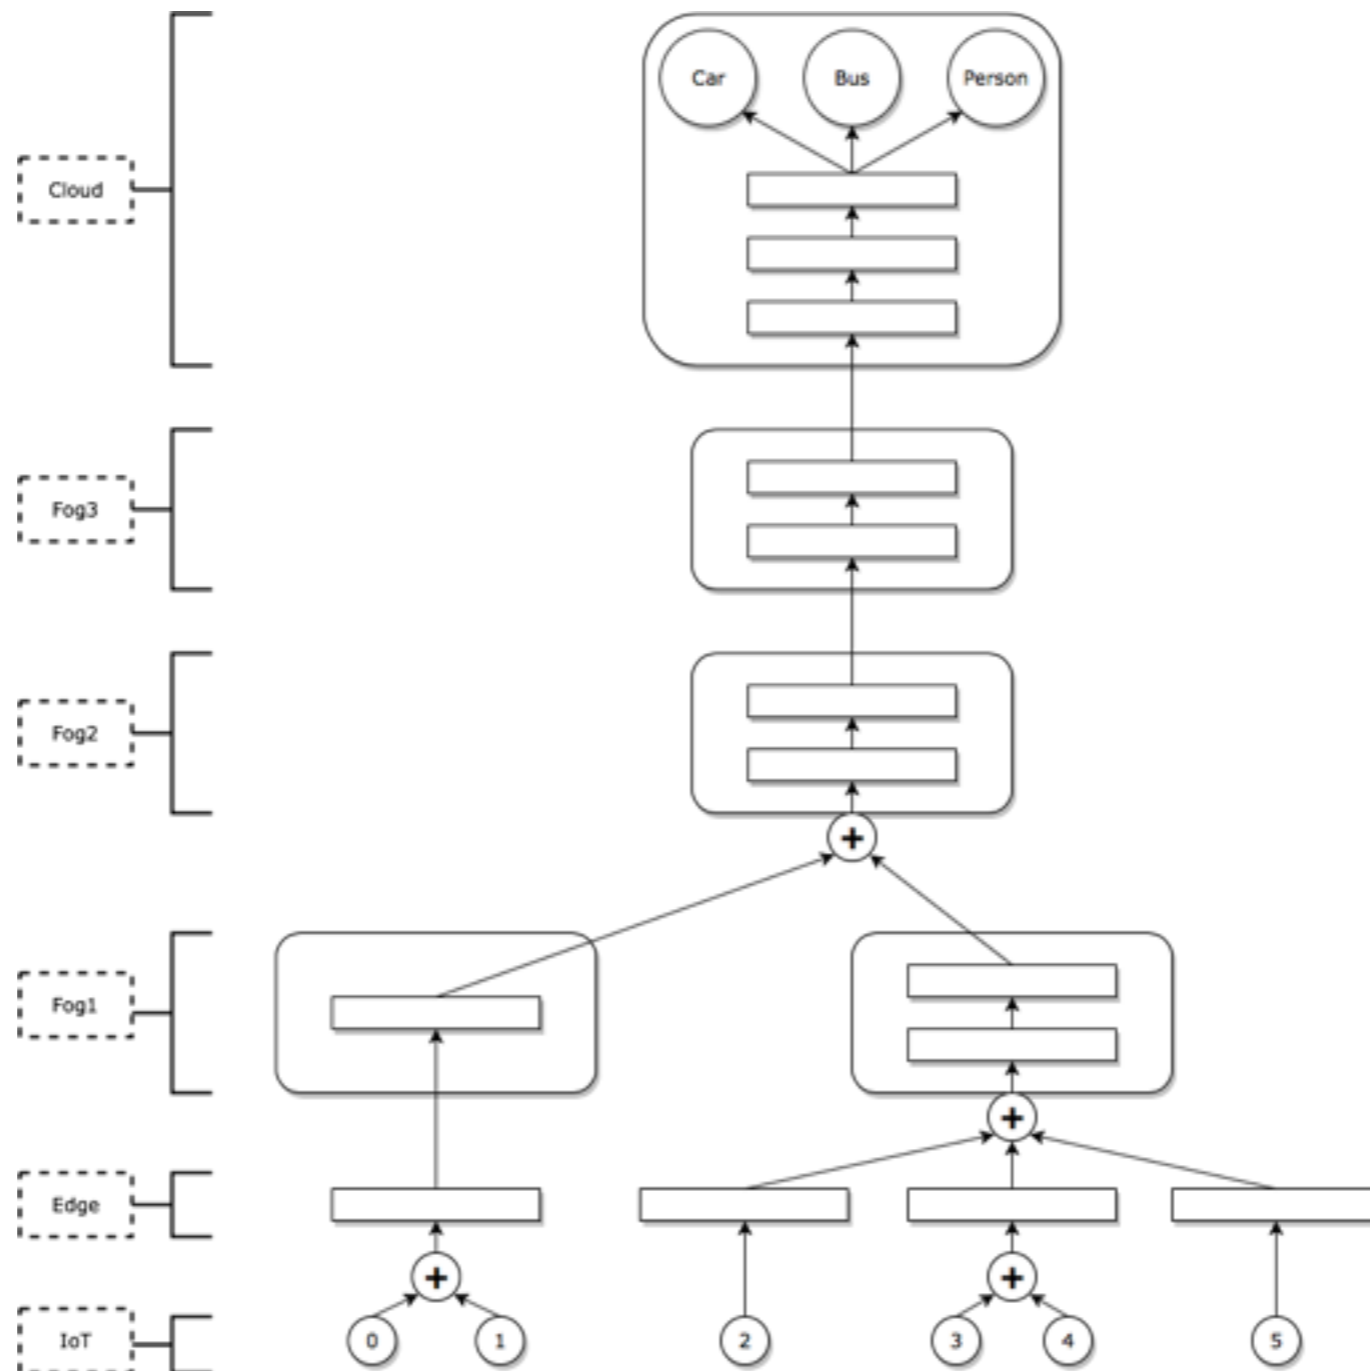 Car Bus Person
Cloud
Fog3
Fog2
+
Fog1
+
Edge
+ +
IoT 0 1 2 3 4 5